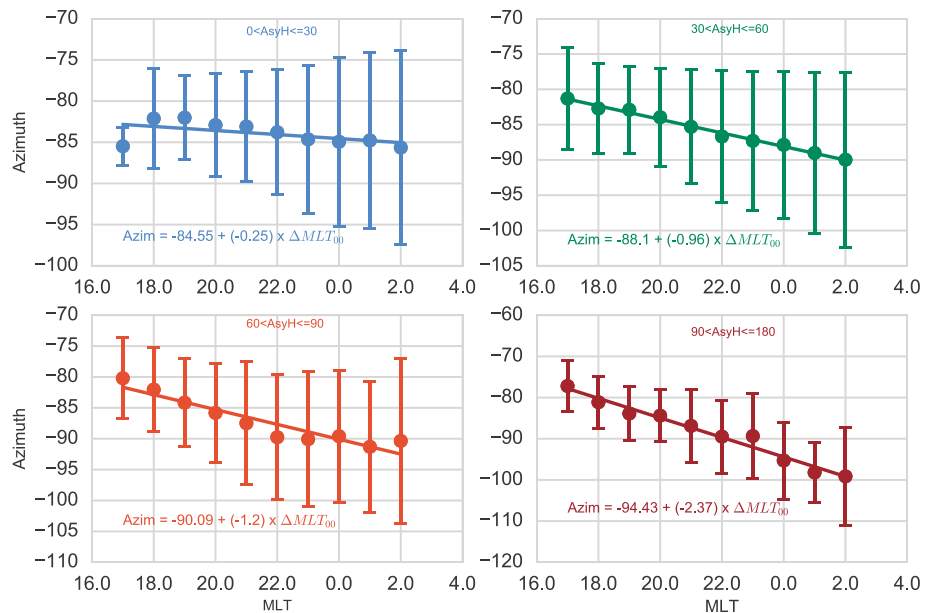 0<AsyH<=30
−70
−75
−80
−85
−90
−95
−100
Azimuth
Azim = -84.55 + (-0.25) x ΔMLT₀₀
16.0 18.0 20.0 22.0 0.0 2.0 4.0
30<AsyH<=60
−70
−75
−80
−85
−90
−95
−100
−105
Azim = -88.1 + (-0.96) x ΔMLT₀₀
16.0 18.0 20.0 22.0 0.0 2.0 4.0
60<AsyH<=90
−70
−75
−80
−85
−90
−95
−100
−105
−110
Azimuth
Azim = -90.09 + (-1.2) x ΔMLT₀₀
16.0 18.0 20.0 22.0 0.0 2.0 4.0
MLT
90<AsyH<=180
−60
−70
−80
−90
−100
−110
−120
Azim = -94.43 + (-2.37) x ΔMLT₀₀
16.0 18.0 20.0 22.0 0.0 2.0 4.0
MLT